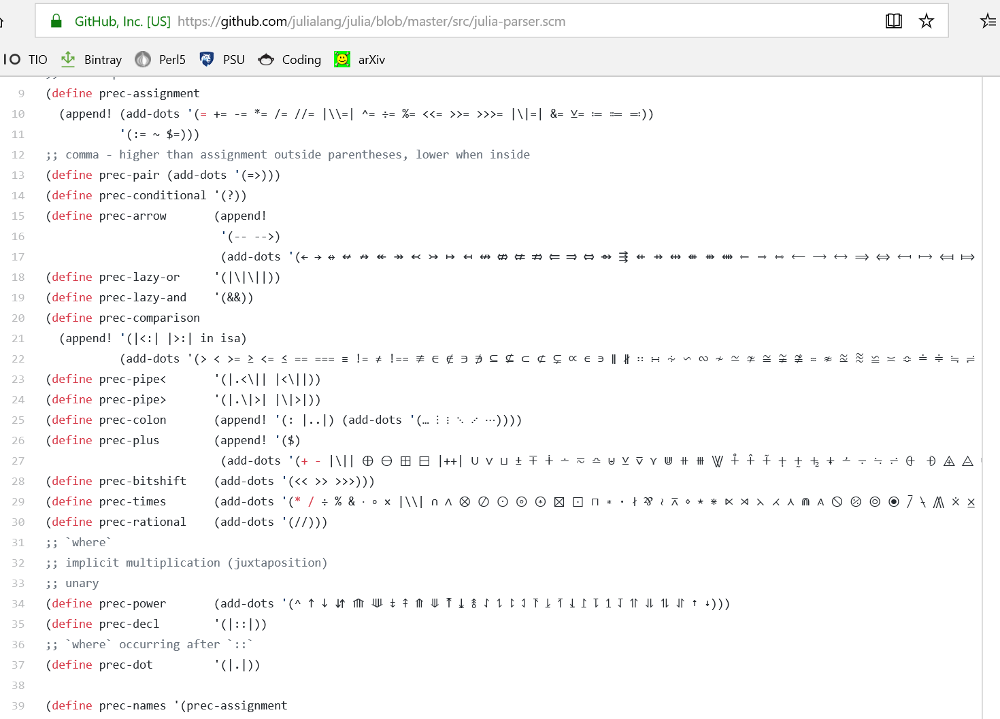 GitHub, Inc. [US] https://github.com/julialang/julia/blob/master/src/julia-parser.scm
TIO Bintray Perl5 PSU Coding arXiv
9 (define prec-assignment
10 (append! (add-dots '(= += -= *= /= //= |\\=| ^= ÷= %= <<= >>= >>>= |\|=| &= ⊻= ≔ ⩴ ≕))
11 '(:= ~ $=)))
12 ;; comma - higher than assignment outside parentheses, lower when inside
13 (define prec-pair (add-dots '(=>)))
14 (define prec-conditional '(?))
15 (define prec-arrow (append!
16 '(-- -->)
17 (add-dots '(← → ↔ ↚ ↛ ↞ ↠ ↢ ↣ ↦ ↤ ↮ ⇎ ⇍ ⇏ ⇐ ⇒ ⇔ ⇴ ⇶ ⇷ ⇸ ⇹ ⇺ ⇻ ⇼ ⇽ ⇾ ⇿ ⟵ ⟶ ⟷ ⟹ ⟺ ⟻ ⟼ ⟽ ⟾
18 (define prec-lazy-or '(|\|\||))
19 (define prec-lazy-and '(&&))
20 (define prec-comparison
21 (append! '(|<:| |>:| in isa)
22 (add-dots '(> < >= ≥ <= ≤ == === ≡ != ≠ !== ≢ ∈ ∉ ∋ ∌ ⊆ ⊈ ⊂ ⊄ ⊊ ∝ ∊ ∍ ∥ ∦ ∷ ∺ ∻ ∽ ∾ ≁ ≃ ≄ ≅ ≆ ≇ ≈ ≉ ≊ ≋ ≌ ≍ ≎ ≐ ≑ ≒ ≓
23 (define prec-pipe< '(|.<\|| |<\||))
24 (define prec-pipe> '(|.\|>| |\|>|))
25 (define prec-colon (append! '(: |..|) (add-dots '(… ⁝ ⋮ ⋱ ⋰ ⋯))))
26 (define prec-plus (append! '($)
27 (add-dots '(+ - |\|| ⊕ ⊖ ⊞ ⊟ |++| ∪ ∨ ⊔ ± ∓ ∔ ∸ ≂ ≏ ⊎ ⊻ ⊽ ⋎ ⋓ ⧺ ⧻ ⨈ ⨢ ⨣ ⨤ ⨥ ⨦ ⨧ ⨨ ⨩ ⨪ ⨫ ⨬ ⨭ ⨮ ⨹ ⨺
28 (define prec-bitshift (add-dots '(<< >> >>>)))
29 (define prec-times (add-dots '(* / ÷ % & ⋅ ∘ × |\\| ∩ ∧ ⊗ ⊘ ⊙ ⊚ ⊛ ⊠ ⊡ ⊓ ∗ ∙ ∤ ⅋ ≀ ⊼ ⋄ ⋆ ⋇ ⋉ ⋊ ⋋ ⋌ ⋏ ⋒ ⟑ ⦸ ⦼ ⦾ ⦿ ⧶ ⧷ ⨇ ⨰ ⨱
30 (define prec-rational (add-dots '(//)))
31 ;; `where`
32 ;; implicit multiplication (juxtaposition)
33 ;; unary
34 (define prec-power (add-dots '(^ ↑ ↓ ⇵ ⟰ ⟱ ⤈ ⤉ ⤊ ⤋ ⤒ ⤓ ⥉ ⥌ ⥍ ⥏ ⥑ ⥔ ⥕ ⥘ ⥙ ⥜ ⥝ ⥠ ⥡ ⥣ ⥥ ⥮ ⥯ ↑ ↓)))
35 (define prec-decl '(|::|))
36 ;; `where` occurring after `::`
37 (define prec-dot '(|.|))
38
39 (define prec-names '(prec-assignment